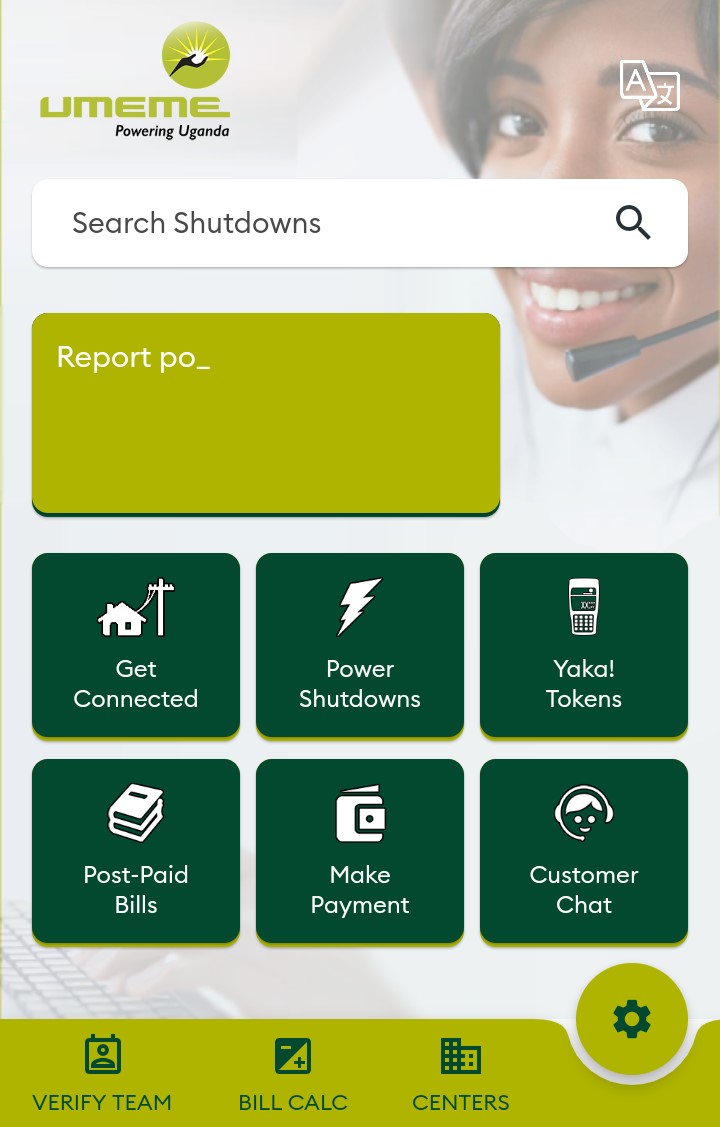 UMEME
Powering Uganda
A 文
Search Shutdowns
Report po_
Get
Connected
Power
Shutdowns
Yaka!
Tokens
Post-Paid
Bills
Make
Payment
Customer
Chat
VERIFY TEAM
BILL CALC
CENTERS